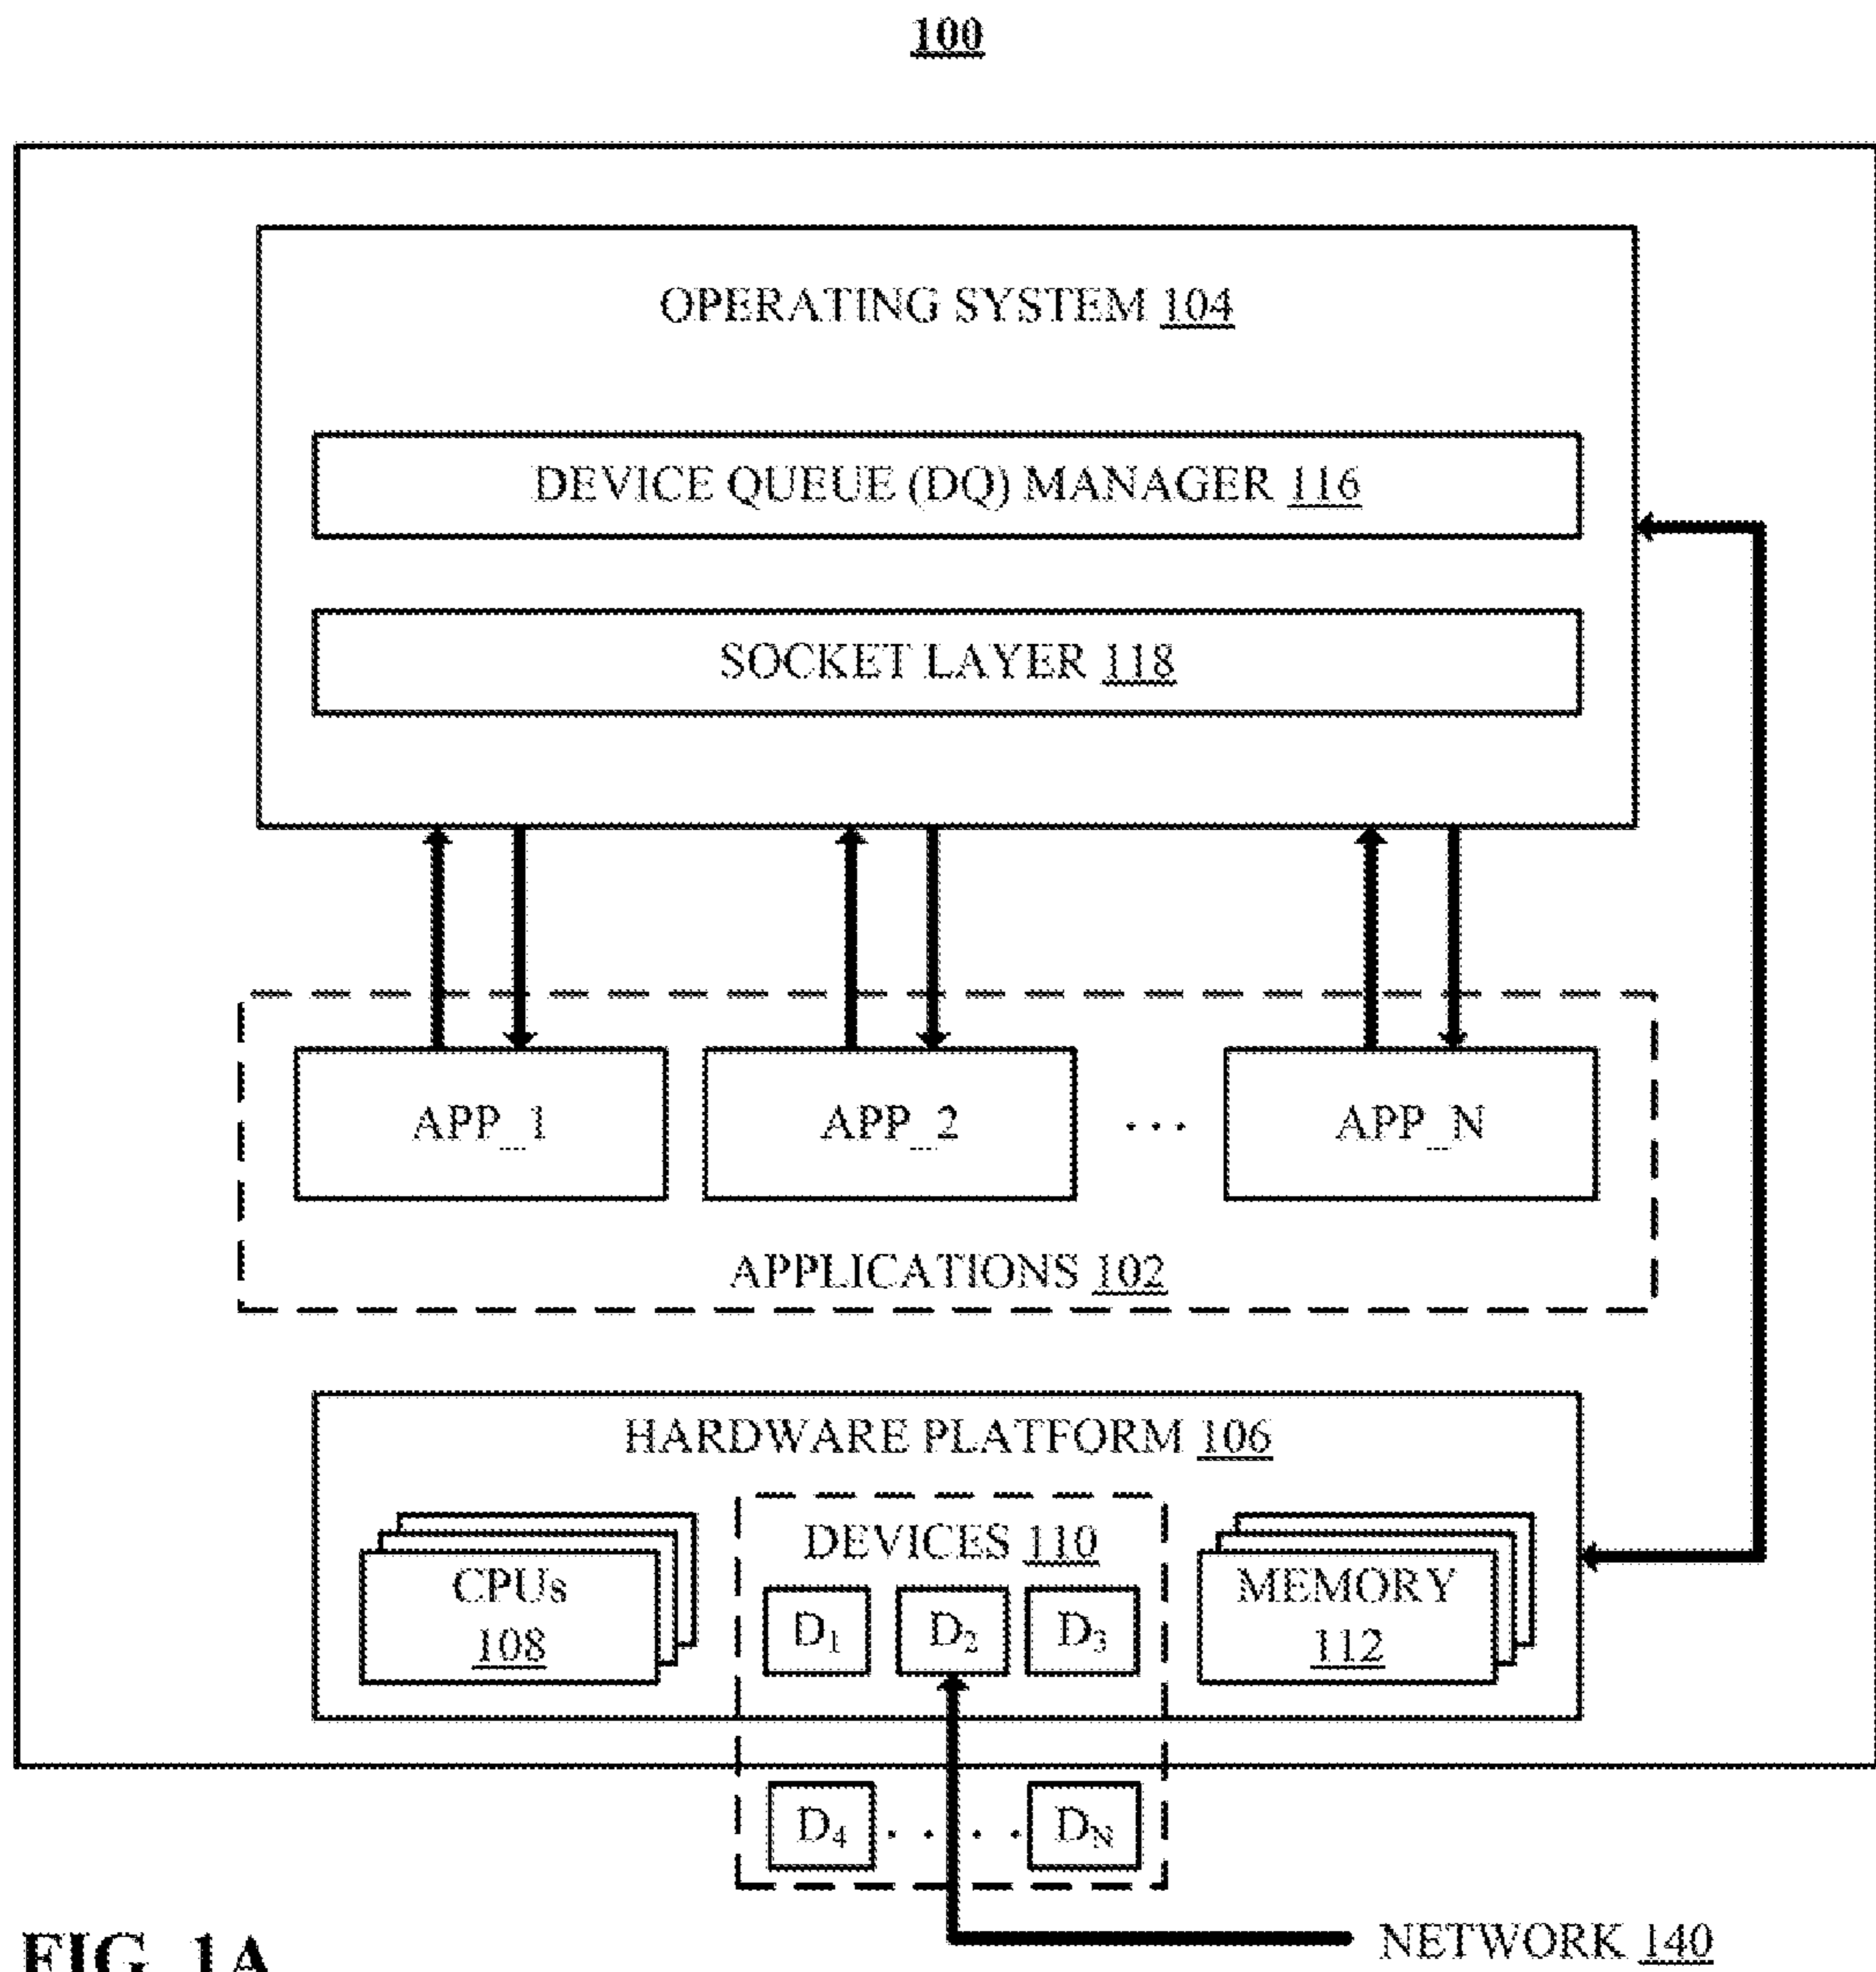 100
OPERATING SYSTEM 104
DEVICE QUEUE (DQ) MANAGER 116
SOCKET LAYER 118
APP_1
APP_2
...
APP_N
APPLICATIONS 102
HARDWARE PLATFORM 106
CPUs
108
DEVICES 110
D₁
D₂
D₃
MEMORY
112
D₄
. . . .
D_N
NETWORK 140
FIG. 1A